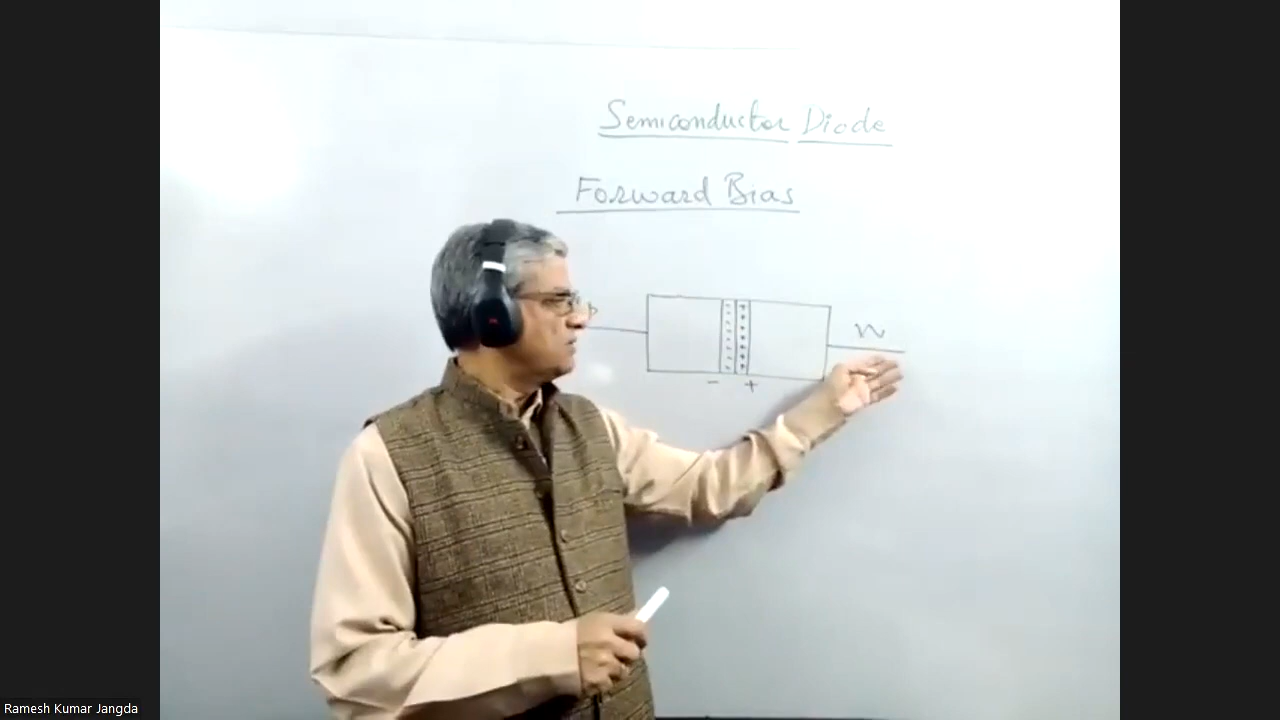 Semiconductor Diode
Forward Bias
P
N
- +
Ramesh Kumar Jangda